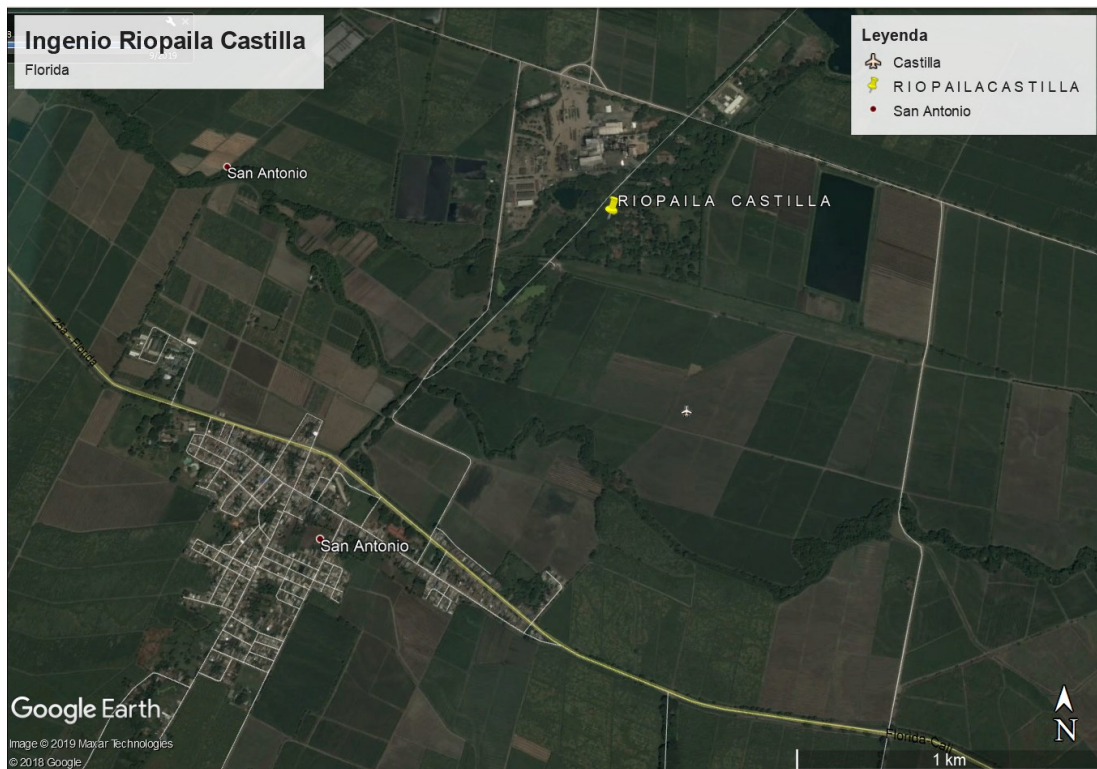 Ingenio Riopaila Castilla
Florida
Leyenda
Castilla
RIOPAILACASTILLA
San Antonio
San Antonio
RIOPAILA CASTILLA
San Antonio
Google Earth
Image © 2019 Maxar Technologies
© 2018 Google
N
1 km